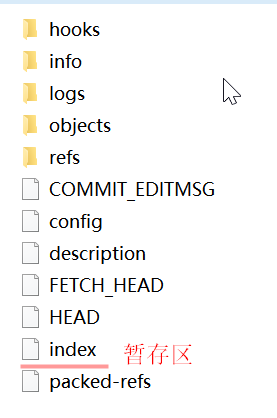 hooks
info
logs
objects
refs
COMMIT_EDITMSG
config
description
FETCH_HEAD
HEAD
index 暂存区
packed-refs